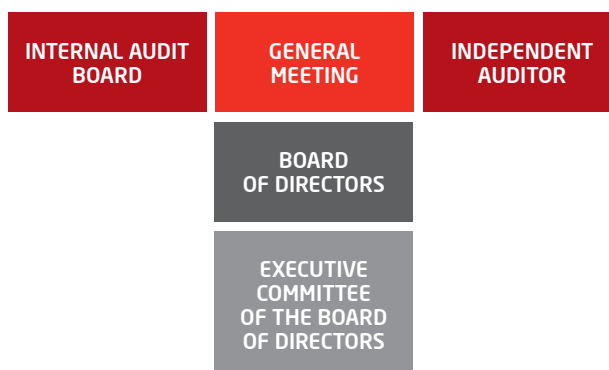 INTERNAL AUDIT
BOARD
GENERAL
MEETING
INDEPENDENT
AUDITOR
BOARD
OF DIRECTORS
EXECUTIVE
COMMITTEE
OF THE BOARD
OF DIRECTORS